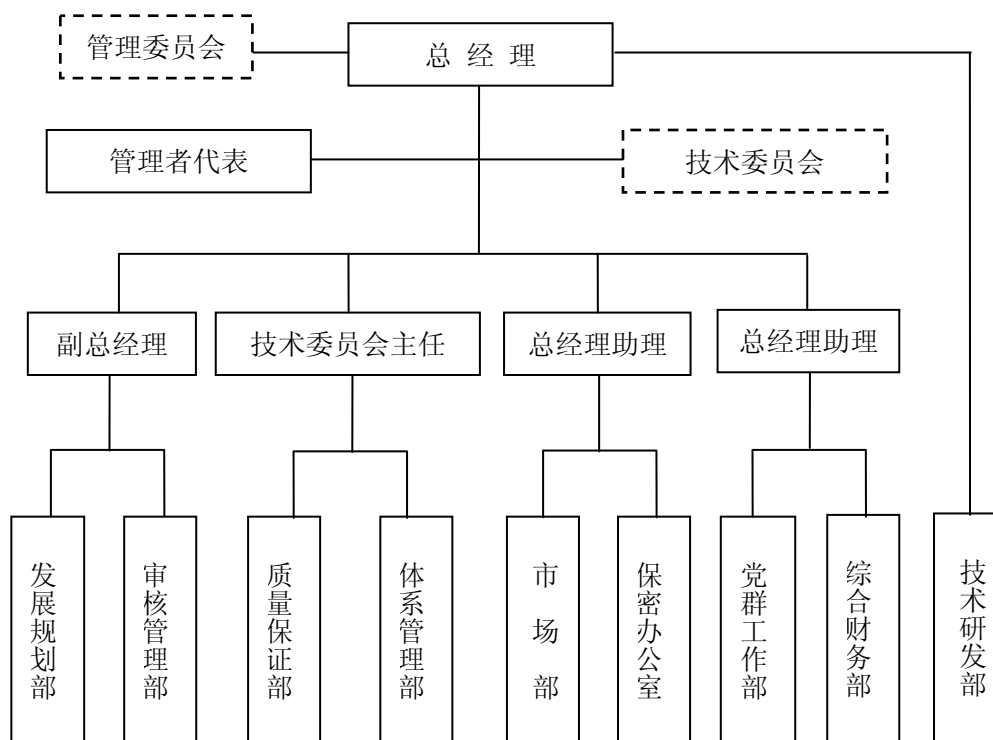 管理委员会
总 经 理
管理者代表
技术委员会
副总经理
技术委员会主任
总经理助理
总经理助理
发展规划部
审核管理部
质量保证部
体系管理部
市场部
保密办公室
党群工作部
综合财务部
技术研发部